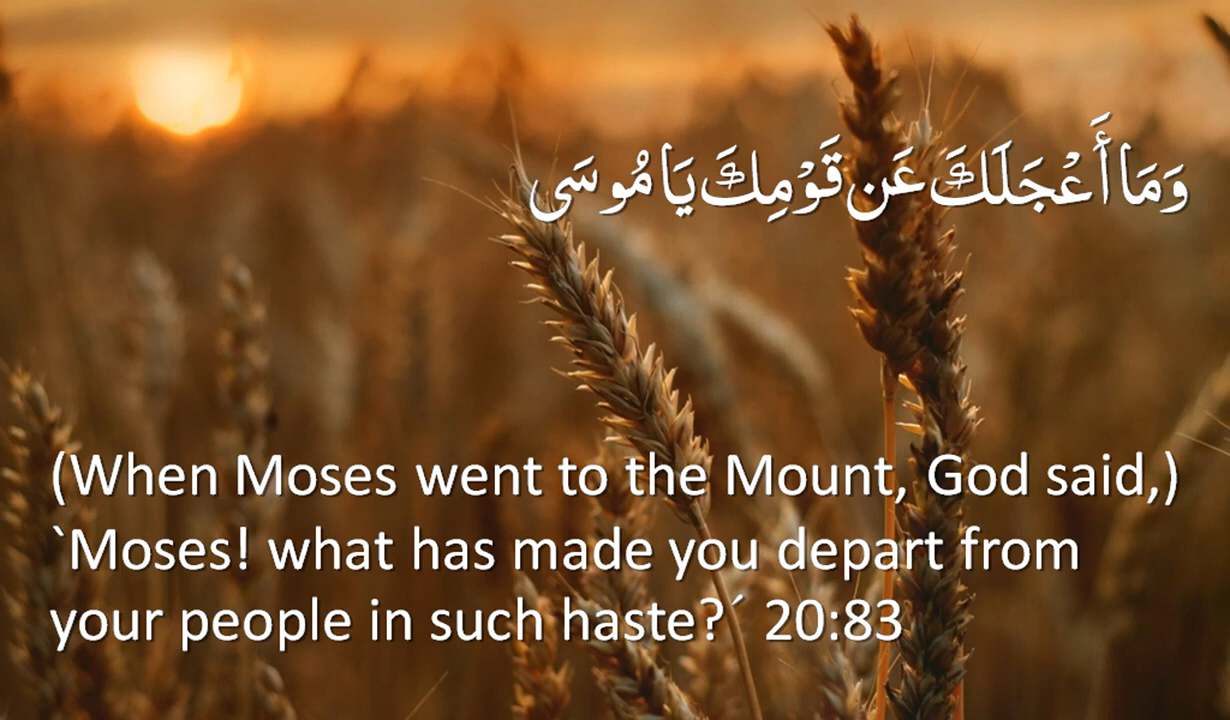 وَمَا أَعْجَلَكَ عَن قَوْمِكَ يَا مُوسَى
(When Moses went to the Mount, God said,)
`Moses! what has made you depart from
your people in such haste?´ 20:83